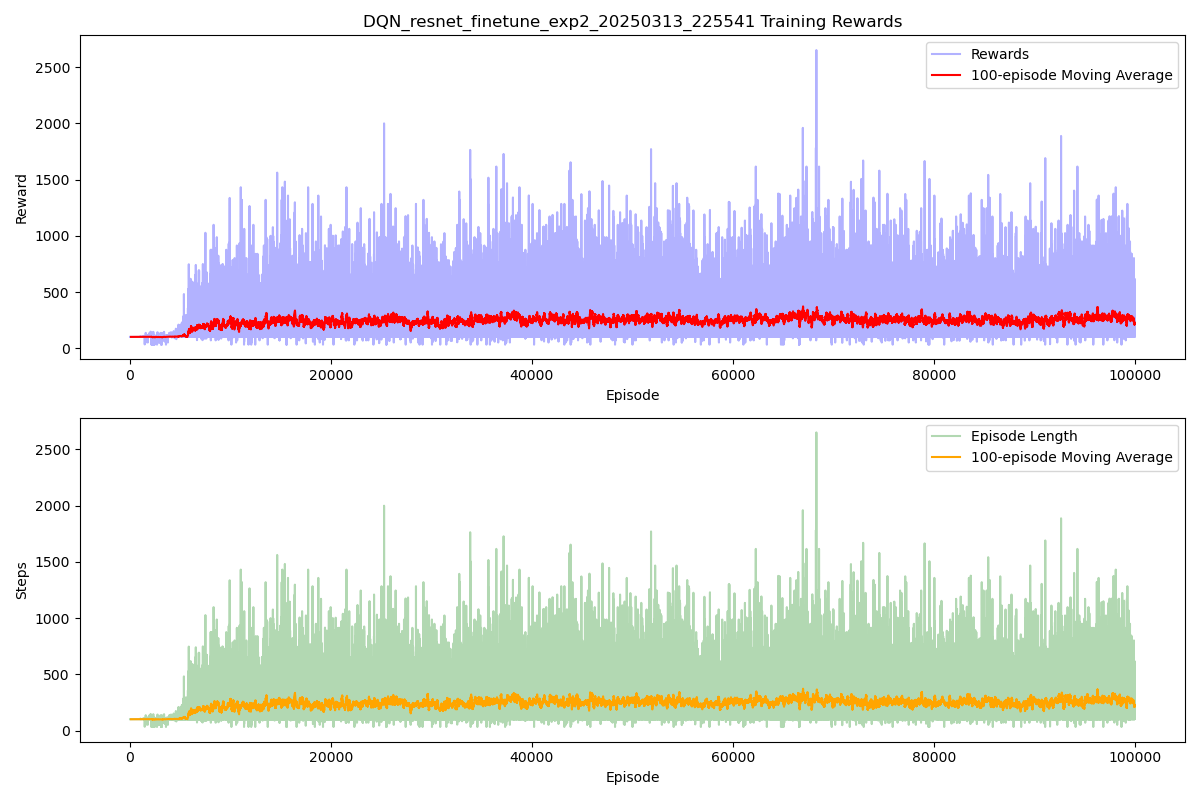 DQN_resnet_finetune_exp2_20250313_225541 Training Rewards
Rewards
100-episode Moving Average
2500
2000
1500
1000
500
0
Reward
0 20000 40000 60000 80000 100000
Episode
Episode Length
100-episode Moving Average
2500
2000
1500
1000
500
0
Steps
0 20000 40000 60000 80000 100000
Episode